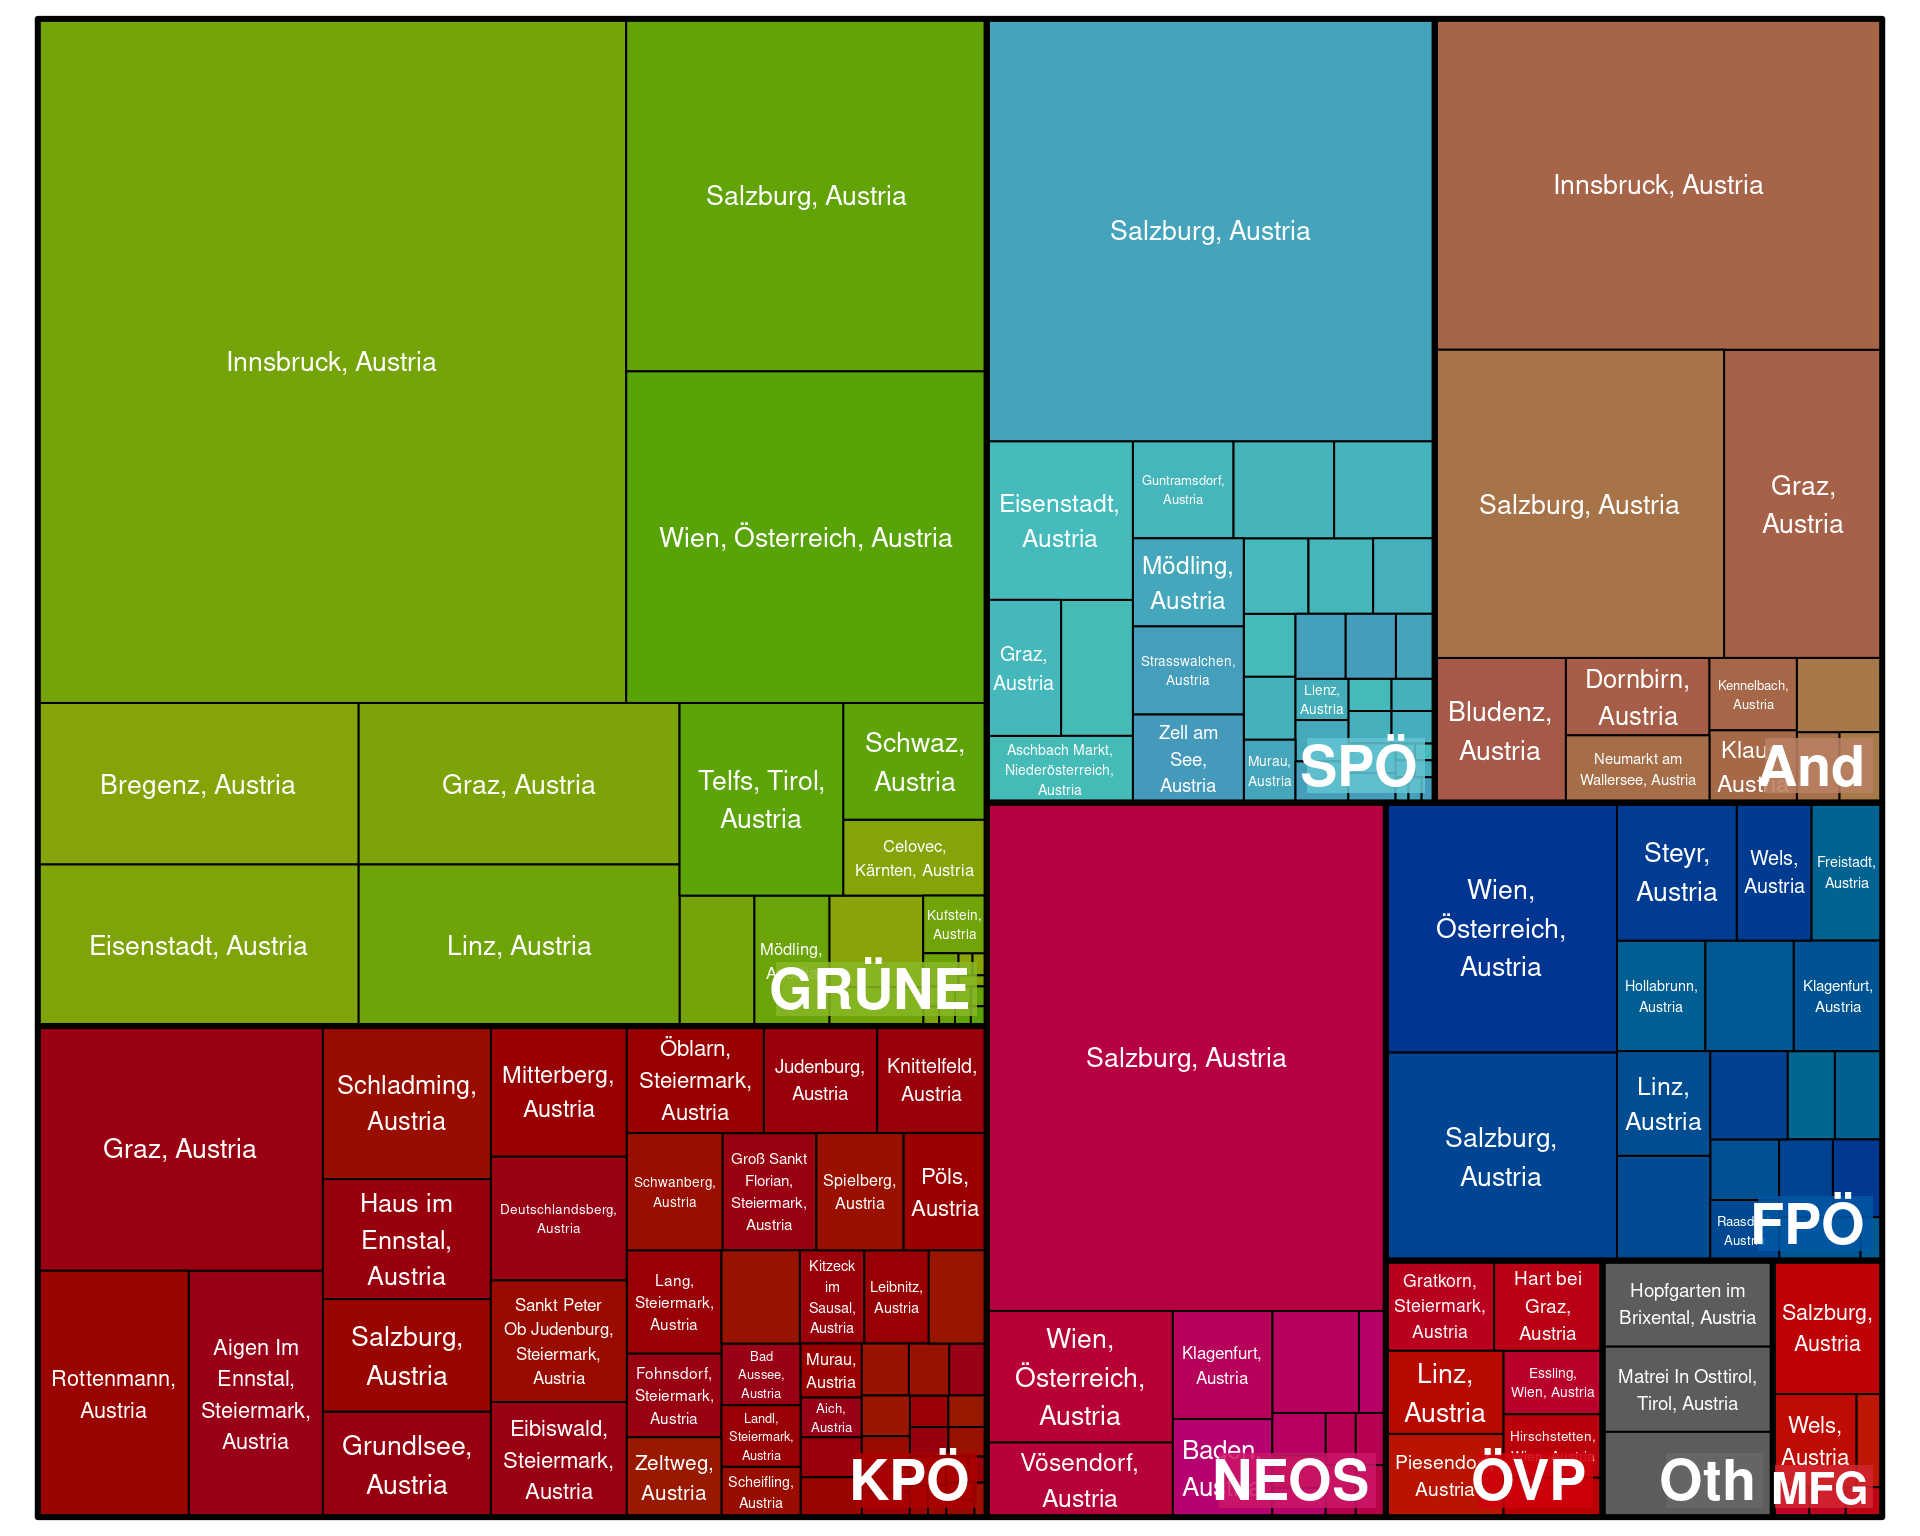 Innsbruck, Austria
Salzburg, Austria
Wien, Österreich, Austria
Bregenz, Austria
Graz, Austria
Eisenstadt, Austria
Linz, Austria
Telfs, Tirol,
Austria
Schwaz,
Austria
Celovec,
Kärnten, Austria
Mödling,
Kufstein,
Austria
GRÜNE
Salzburg, Austria
Eisenstadt,
Austria
Graz,
Austria
Aschbach Markt,
Niederösterreich,
Austria
Guntramsdorf,
Austria
Mödling,
Austria
Strasswalchen,
Austria
Zell am
See,
Austria
Murau,
Austria
Lienz,
Austria
SPÖ
Innsbruck, Austria
Salzburg, Austria
Graz,
Austria
Bludenz,
Austria
Dornbirn,
Austria
Neumarkt am
Wallersee, Austria
Kennelbach,
Austria
And
Graz, Austria
Rottenmann,
Austria
Aigen Im
Ennstal,
Steiermark,
Austria
Schladming,
Austria
Haus im
Ennstal,
Austria
Salzburg,
Austria
Grundlsee,
Austria
Mitterberg,
Austria
Deutschlandsberg,
Austria
Sankt Peter
Ob Judenburg,
Steiermark,
Austria
Eibiswald,
Steiermark,
Austria
Öblarn,
Steiermark,
Austria
Judenburg,
Austria
Knittelfeld,
Austria
Schwanberg,
Austria
Groß Sankt
Florian,
Steiermark,
Austria
Spielberg,
Austria
Pöls,
Austria
Lang,
Steiermark,
Austria
Fohnsdorf,
Steiermark,
Austria
Zeltweg,
Austria
Kitzeck
im
Sausal,
Austria
Leibnitz,
Austria
Bad
Aussee,
Austria
Landl,
Steiermark,
Austria
Scheifling,
Austria
Murau,
Austria
Aich,
Austria
KPÖ
Salzburg, Austria
Wien,
Österreich,
Austria
Vösendorf,
Austria
Klagenfurt,
Austria
Baden,
NEOS
Wien,
Österreich,
Austria
Salzburg,
Austria
Steyr,
Austria
Wels,
Austria
Freistadt,
Austria
Hollabrunn,
Austria
Klagenfurt,
Austria
Linz,
Austria
FPÖ
Gratkorn,
Steiermark,
Austria
Hart bei
Graz,
Austria
Linz,
Austria
Essling,
Wien, Austria
Hirschstetten,
Wien, Austria
Austria
ÖVP
Hopfgarten im
Brixental, Austria
Matrei In Osttirol,
Tirol, Austria
Oth
Salzburg,
Austria
Wels,
Austria
MFG